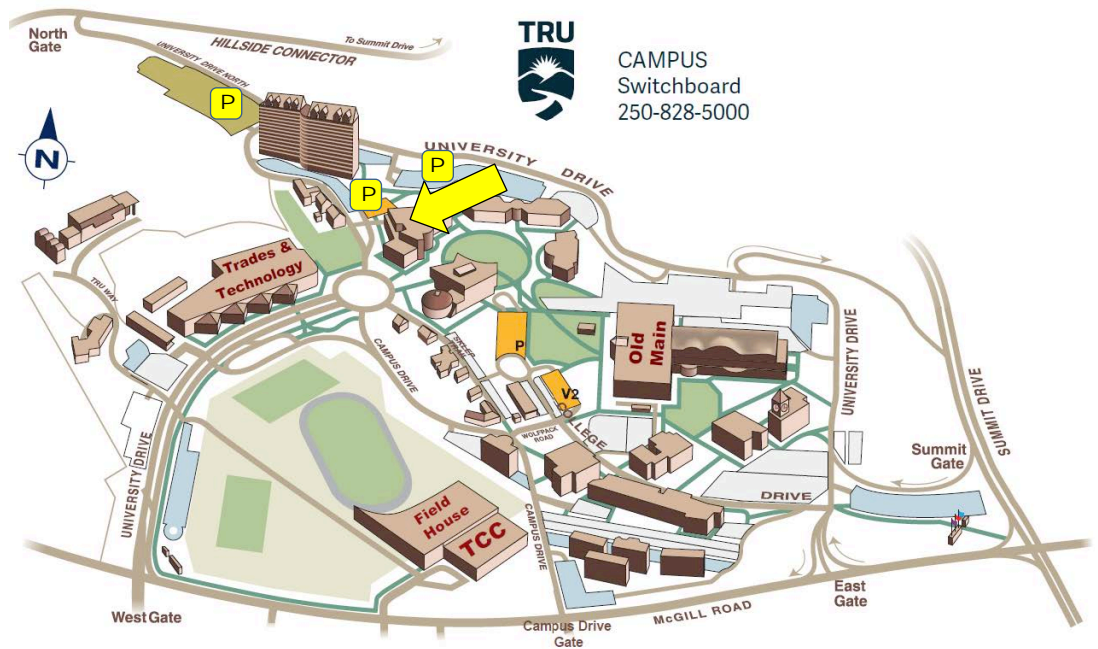 North
Gate
HILLSIDE CONNECTOR
To Summit Drive
UNIVERSITY DRIVE NORTH
TRU
CAMPUS
Switchboard
250-828-5000
P
N
P
P
UNIVERSITY DRIVE
Trades &
Technology
TRU WAY
P
Old
Main
CAMPUS DRIVE
V2
WOLFPACK
ROAD
COLLEGE
DRIVE
UNIVERSITY DRIVE
SUMMIT DRIVE
Summit
Gate
UNIVERSITY DRIVE
Field
House
TCC
CAMPUS DRIVE
West Gate
Campus Drive
Gate
McGILL ROAD
East
Gate